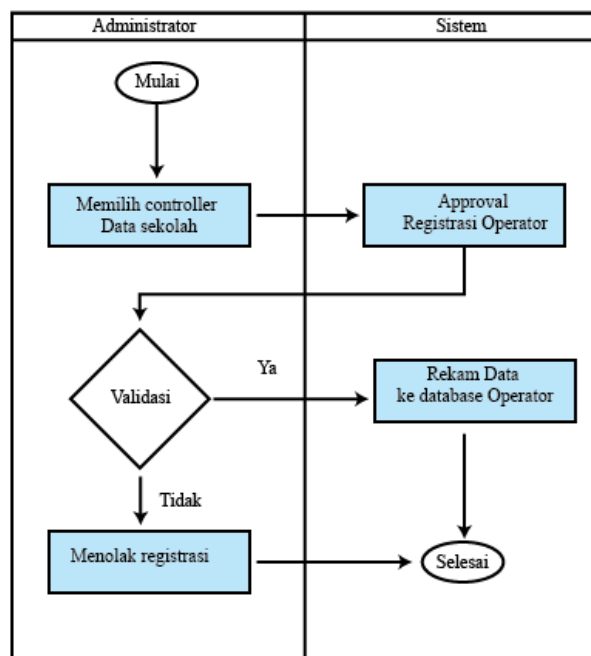 Administrator
Sistem
Mulai
Memilih controller
Data sekolah
Approval
Registrasi Operator
Validasi
Ya
Rekam Data
ke database Operator
Tidak
Menolak registrasi
Selesai